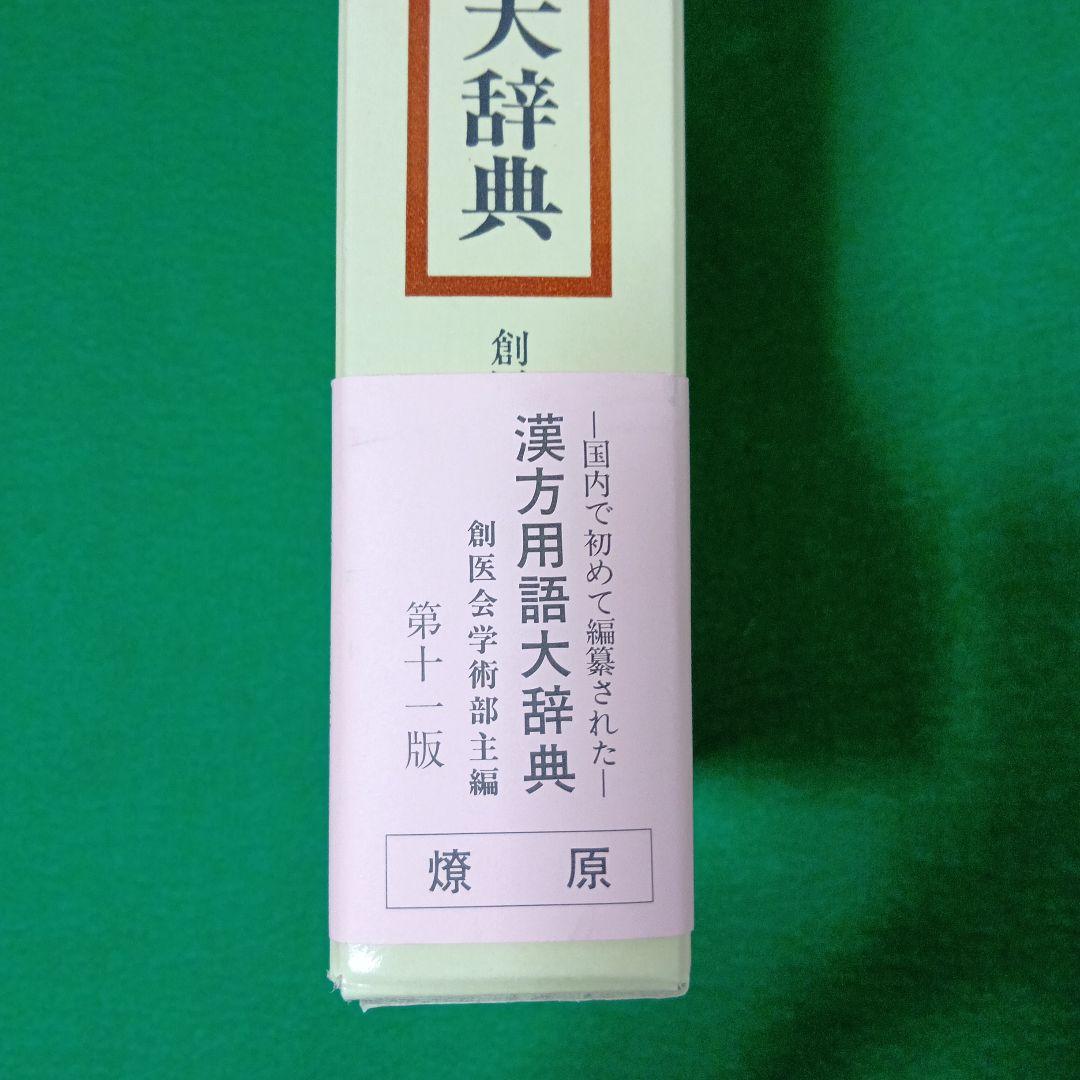 大辞典
創
―国内で初めて編纂された―
漢方用語大辞典
創医会学術部主編
第十一版
燎原